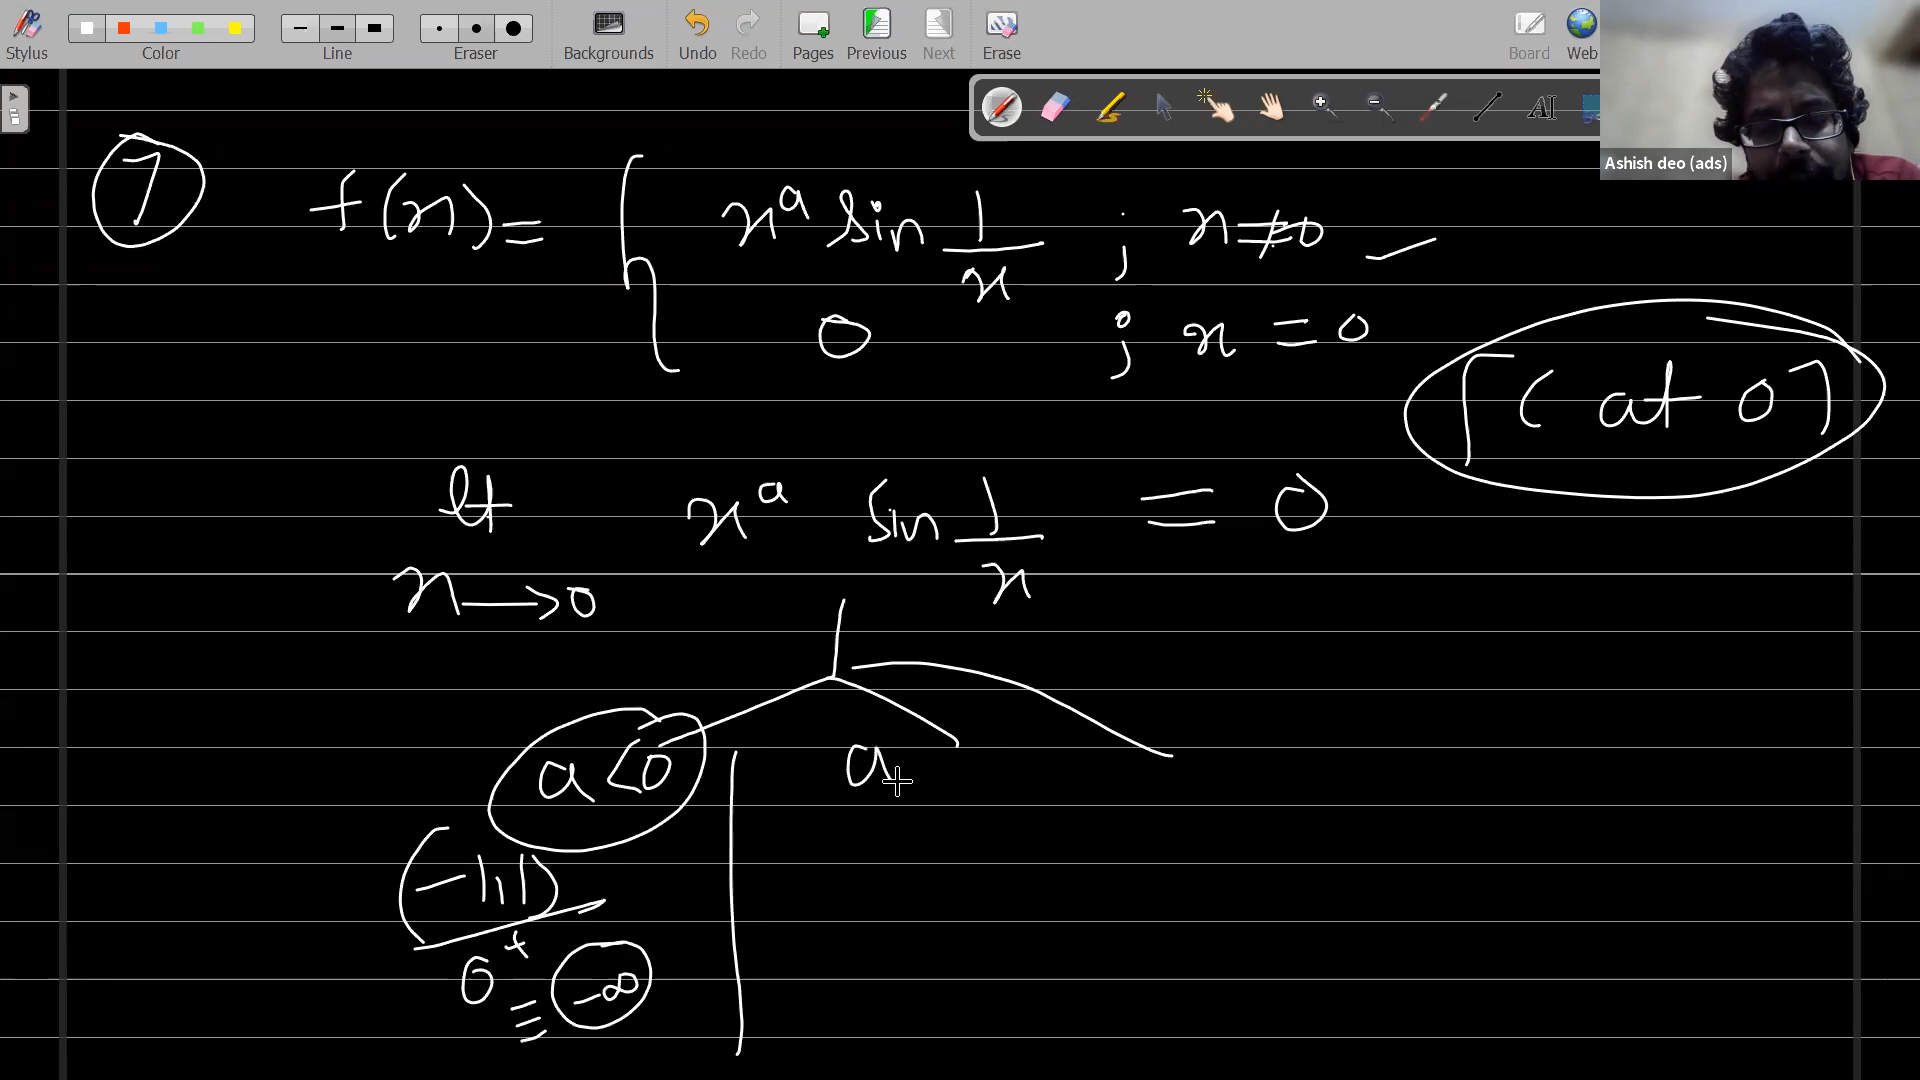 Stylus Color Line Eraser Backgrounds Undo Redo Pages Previous Next Erase Board Web
AI
Ashish deo (ads)
7 f(x) = { x^a sin 1/x ; x≠0
0 ; x = 0
(at 0)
lt x→0 x^a sin 1/x = 0
a<0 a
(-1,1)
0+ = -∞